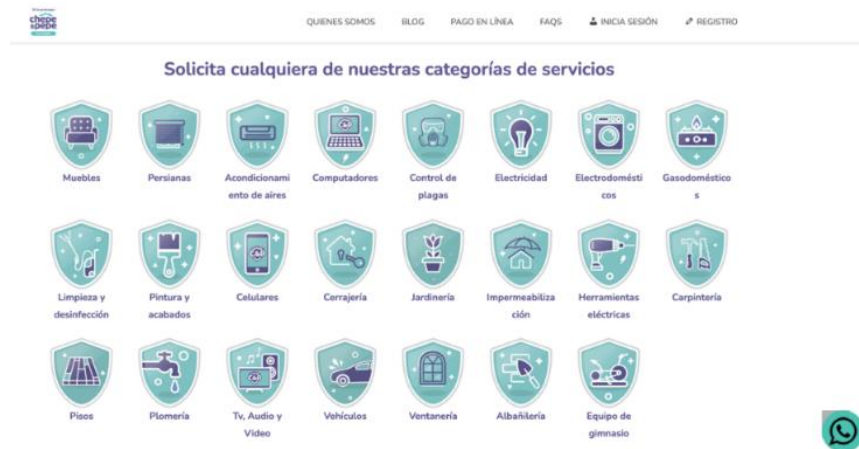 chepe
&pepe
QUIENES SOMOS BLOG PAGO EN LÍNEA FAQS INICIA SESIÓN REGISTRO
Solicita cualquiera de nuestras categorías de servicios
Muebles Persianas Acondicionami Computadores Control de Electricidad Electrodomésti Gasodoméstico
ento de aires plagas cos s
Limpieza y Pintura y Celulares Cerrajería Jardinería Impermeabiliza Herramientas Carpintería
desinfección acabados ción eléctricas
Pisos Plomería Tv, Audio y Vehículos Ventanería Albañilería Equipo de
Video gimnasio